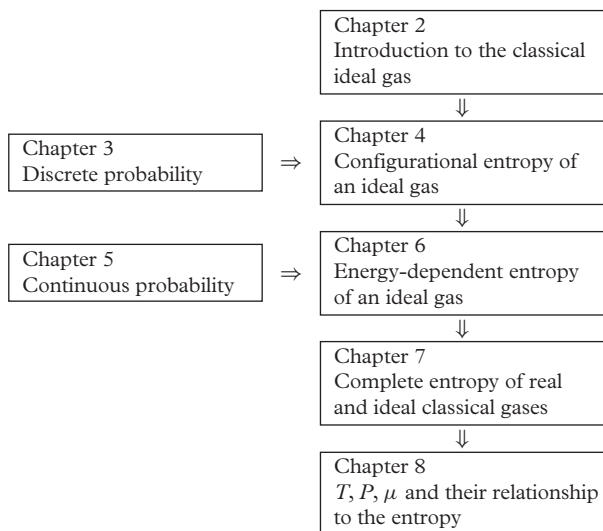 Chapter 2
Introduction to the classical
ideal gas
⇓
Chapter 3
Discrete probability
⇒
Chapter 4
Configurational entropy of
an ideal gas
⇓
Chapter 5
Continuous probability
⇒
Chapter 6
Energy-dependent entropy
of an ideal gas
⇓
Chapter 7
Complete entropy of real
and ideal classical gases
⇓
Chapter 8
T, P, μ and their relationship
to the entropy